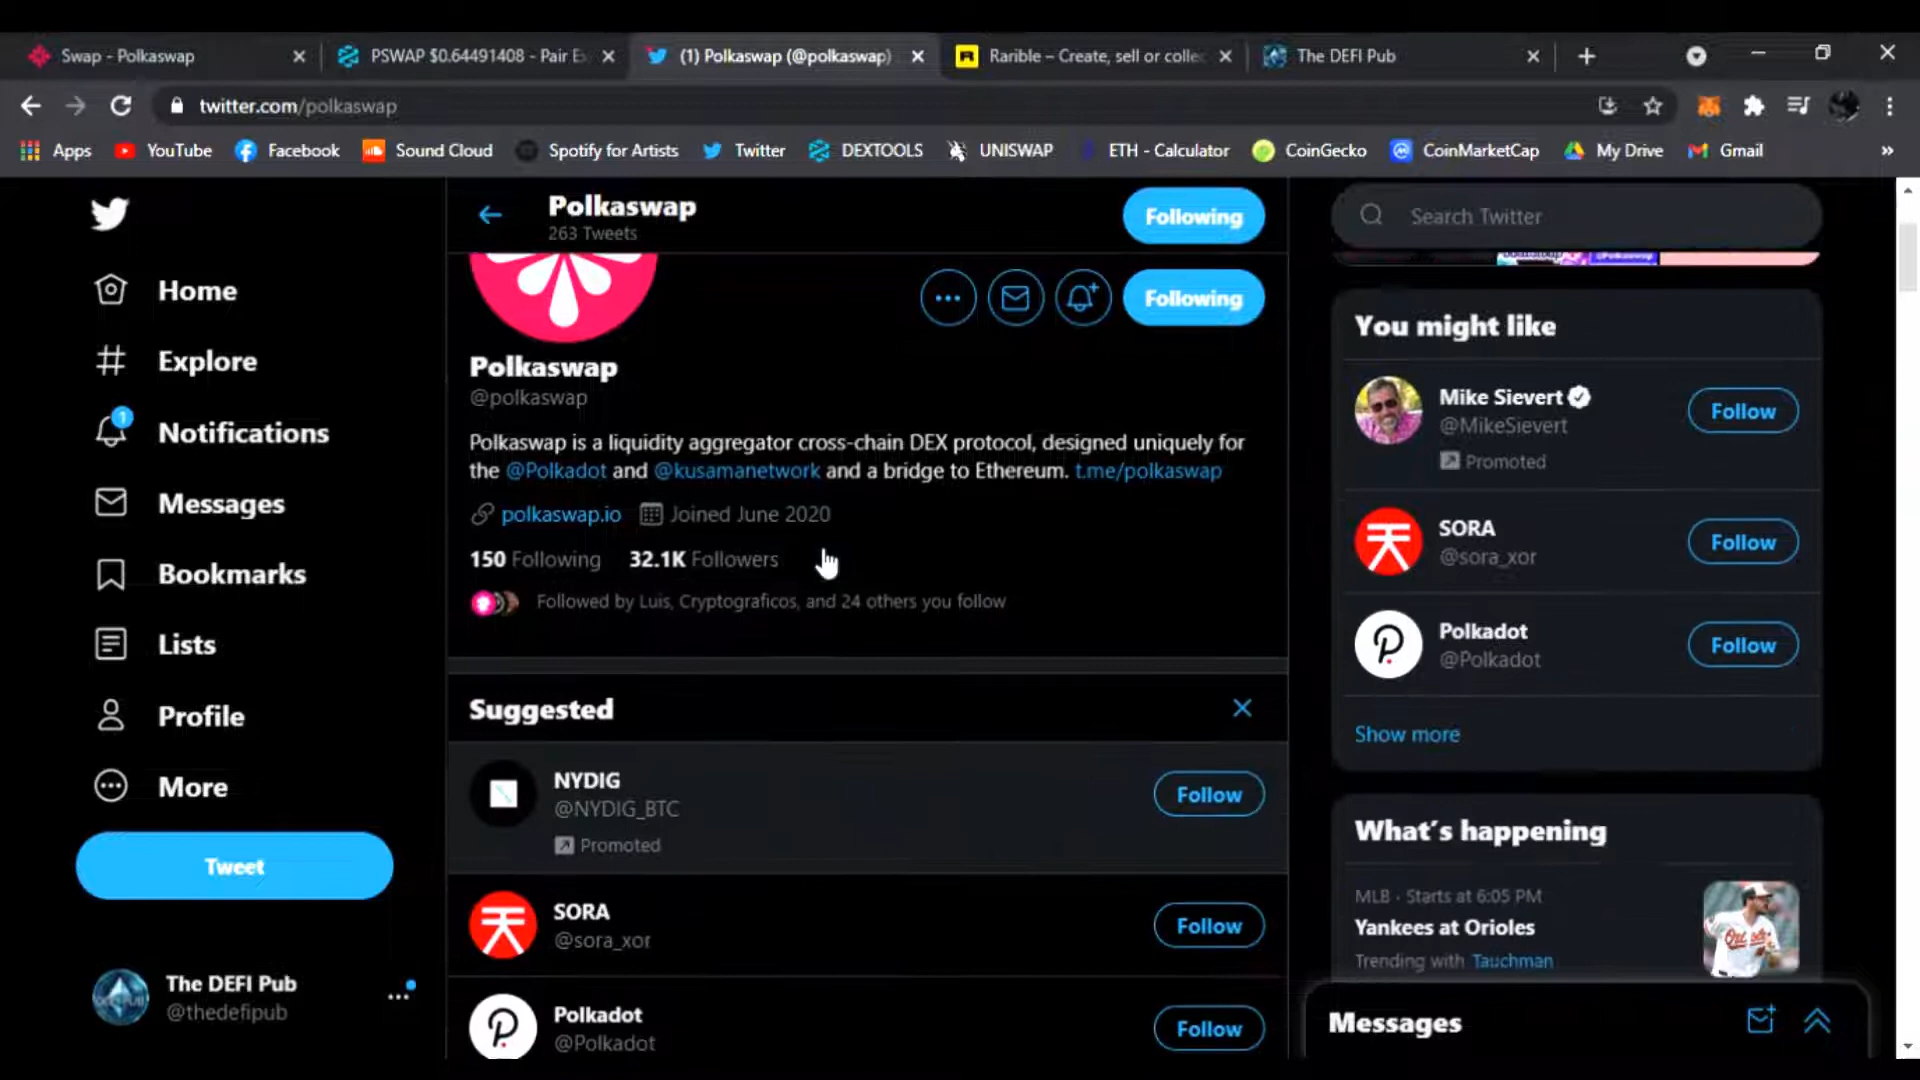 Swap - Polkaswap
PSWAP $0.64491408 - Pair E
(1) Polkaswap (@polkaswap)
Rarible – Create, sell or collec
The DEFI Pub
twitter.com/polkaswap
Apps
YouTube
Facebook
Sound Cloud
Spotify for Artists
Twitter
DEXTOOLS
UNISWAP
ETH - Calculator
CoinGecko
CoinMarketCap
My Drive
Gmail
Home
Explore
1
Notifications
Messages
Bookmarks
Lists
Profile
More
Tweet
The DEFI Pub
@thedefipub
Polkaswap
263 Tweets
Following
Following
Polkaswap
@polkaswap
Polkaswap is a liquidity aggregator cross-chain DEX protocol, designed uniquely for
the @Polkadot and @kusamanetwork and a bridge to Ethereum. t.me/polkaswap
polkaswap.io Joined June 2020
150 Following 32.1K Followers
Followed by Luis, Cryptograficos, and 24 others you follow
Suggested
NYDIG
@NYDIG_BTC
Promoted
Follow
SORA
@sora_xor
Follow
Polkadot
@Polkadot
Follow
Search Twitter
You might like
Mike Sievert
@MikeSievert
Promoted
Follow
SORA
@sora_xor
Follow
Polkadot
@Polkadot
Follow
Show more
What's happening
MLB · Starts at 6:05 PM
Yankees at Orioles
Trending with Tauchman
Messages